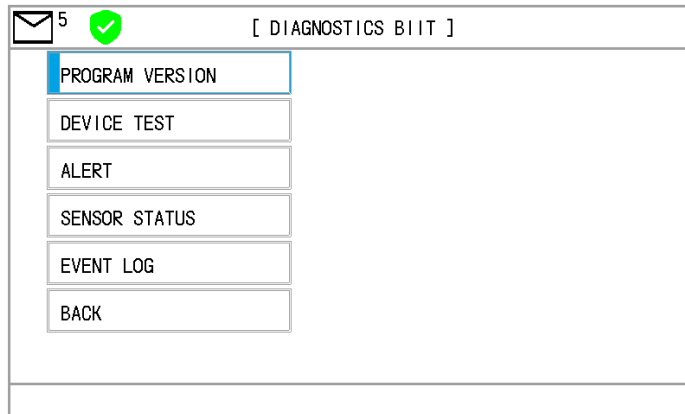 5 [ DIAGNOSTICS BIIT ]
PROGRAM VERSION
DEVICE TEST
ALERT
SENSOR STATUS
EVENT LOG
BACK